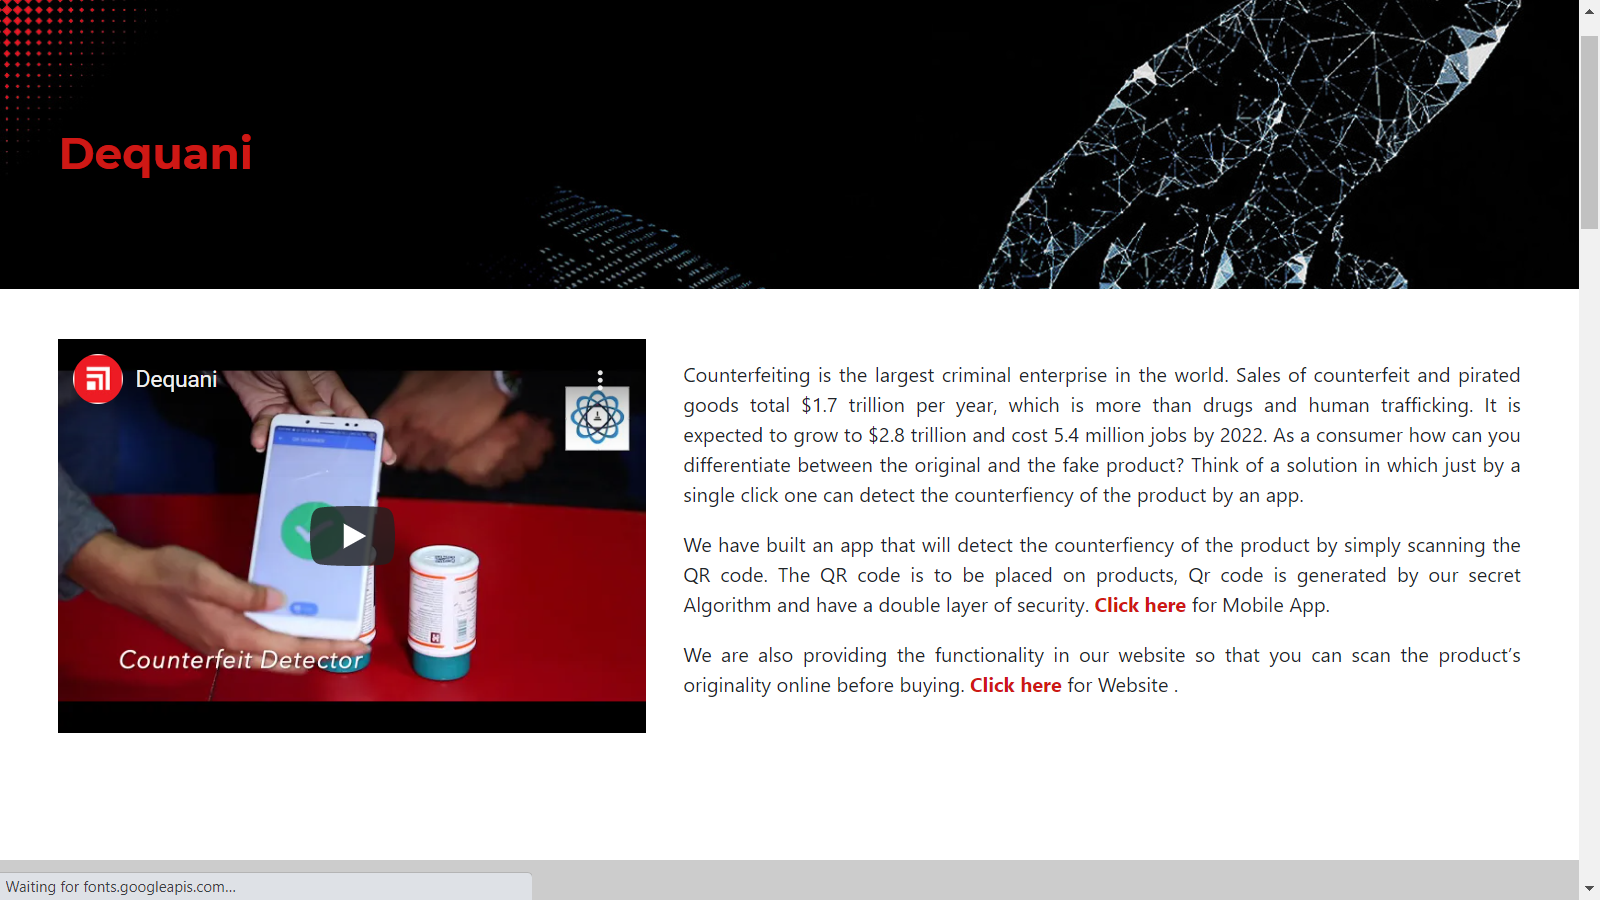 Dequani
Dequani
Counterfeit Detector
Counterfeiting is the largest criminal enterprise in the world. Sales of counterfeit and pirated
goods total $1.7 trillion per year, which is more than drugs and human trafficking. It is
expected to grow to $2.8 trillion and cost 5.4 million jobs by 2022. As a consumer how can you
differentiate between the original and the fake product? Think of a solution in which just by a
single click one can detect the counterfiency of the product by an app.
We have built an app that will detect the counterfiency of the product by simply scanning the
QR code. The QR code is to be placed on products, Qr code is generated by our secret
Algorithm and have a double layer of security. Click here for Mobile App.
We are also providing the functionality in our website so that you can scan the product’s
originality online before buying. Click here for Website .
Waiting for fonts.googleapis.com...